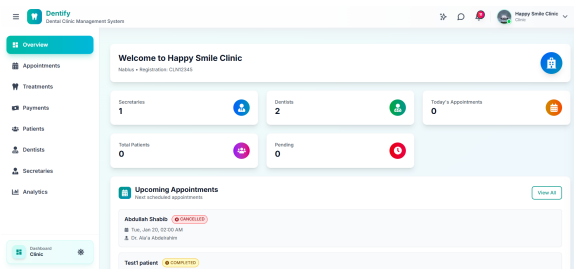 Dentify
Dental Clinic Management System
Happy Smile Clinic
Clinic
Overview
Appointments
Treatments
Payments
Patients
Dentists
Secretaries
Analytics
Dashboard
Clinic
Welcome to Happy Smile Clinic
Nablus • Registration: CLN12345
Secretaries
1
Dentists
2
Today's Appointments
0
Total Patients
0
Pending
0
Upcoming Appointments
Next scheduled appointments
View All
Abdullah Shabib CANCELLED
Tue, Jan 20, 02:00 AM
Dr. Ala'a Abdelrahim
Test1 patient COMPLETED